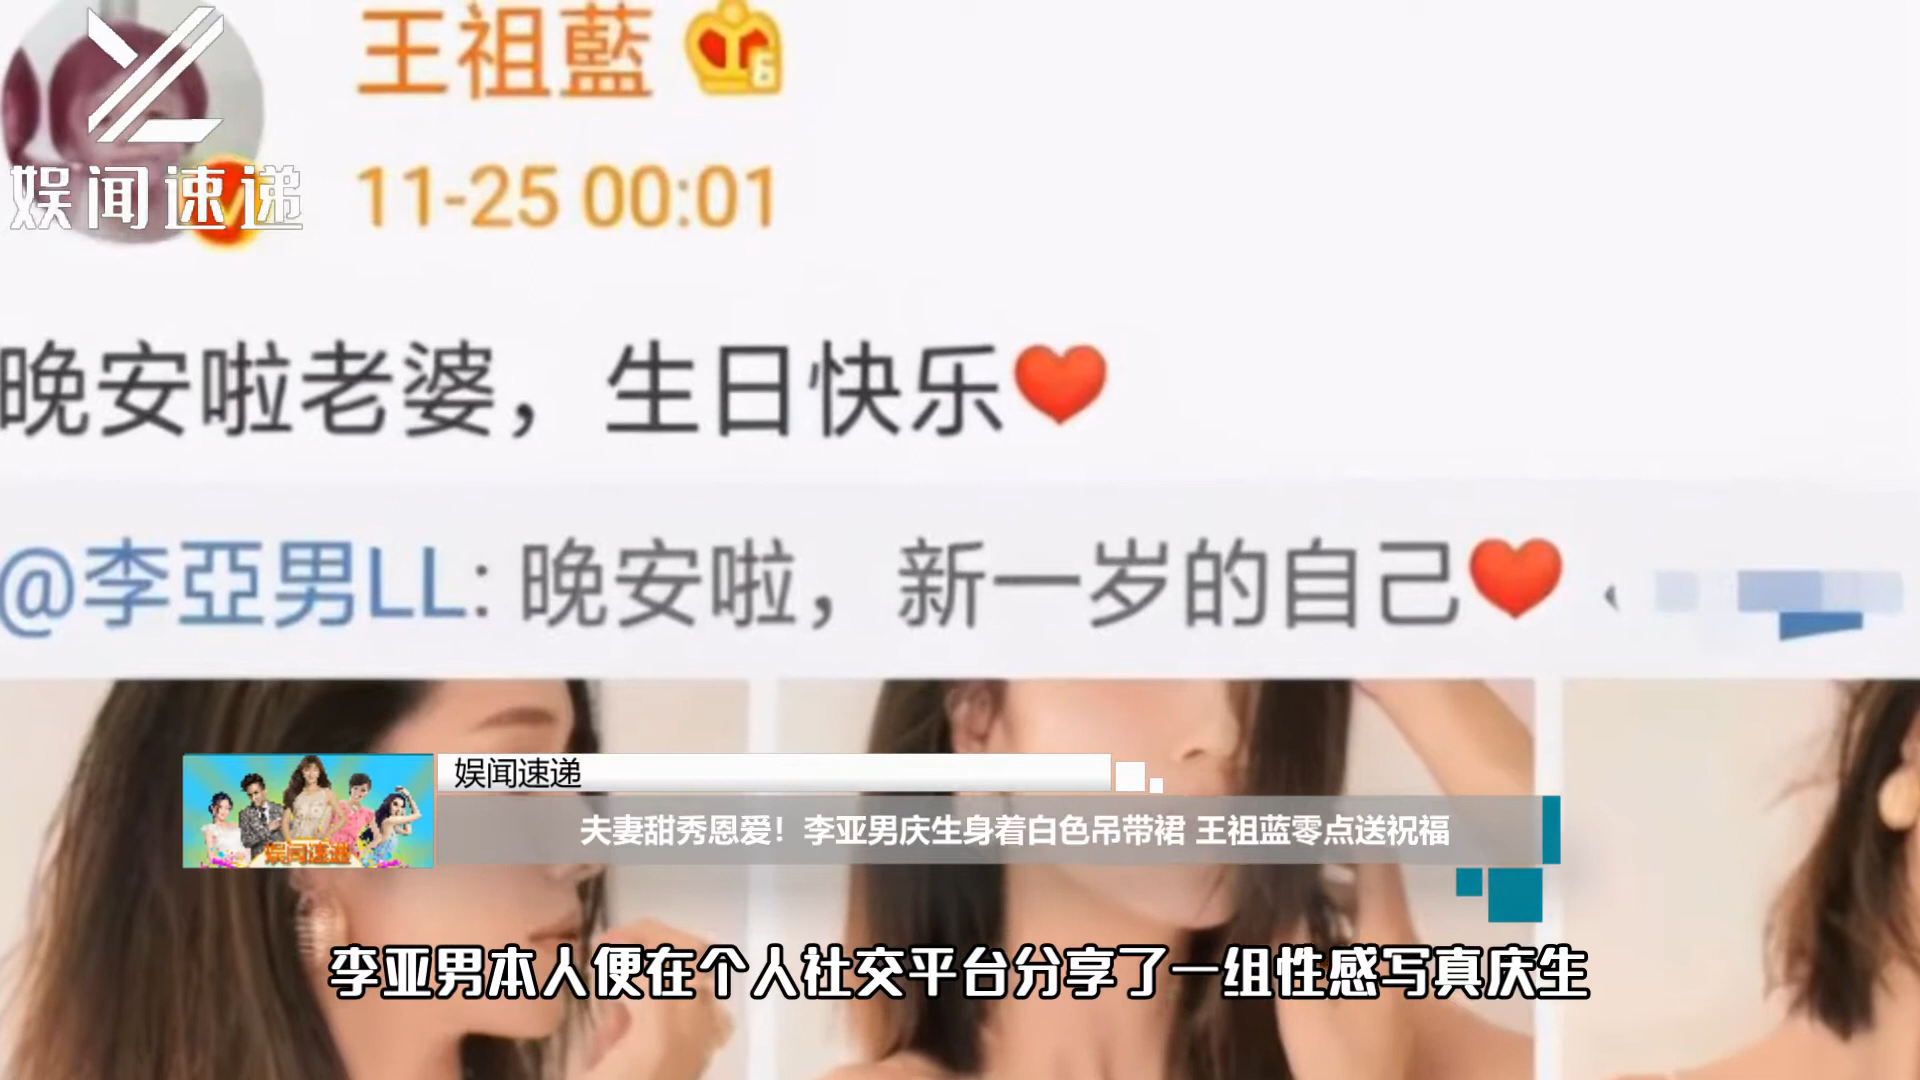 王祖藍
娱闻速递
11-25 00:01
晚安啦老婆，生日快乐❤️
@李亞男LL: 晚安啦，新一岁的自己❤️
娱闻速递
娱闻速递
夫妻甜秀恩爱！李亚男庆生身着白色吊带裙 王祖蓝零点送祝福
李亚男本人便在个人社交平台分享了一组性感写真庆生